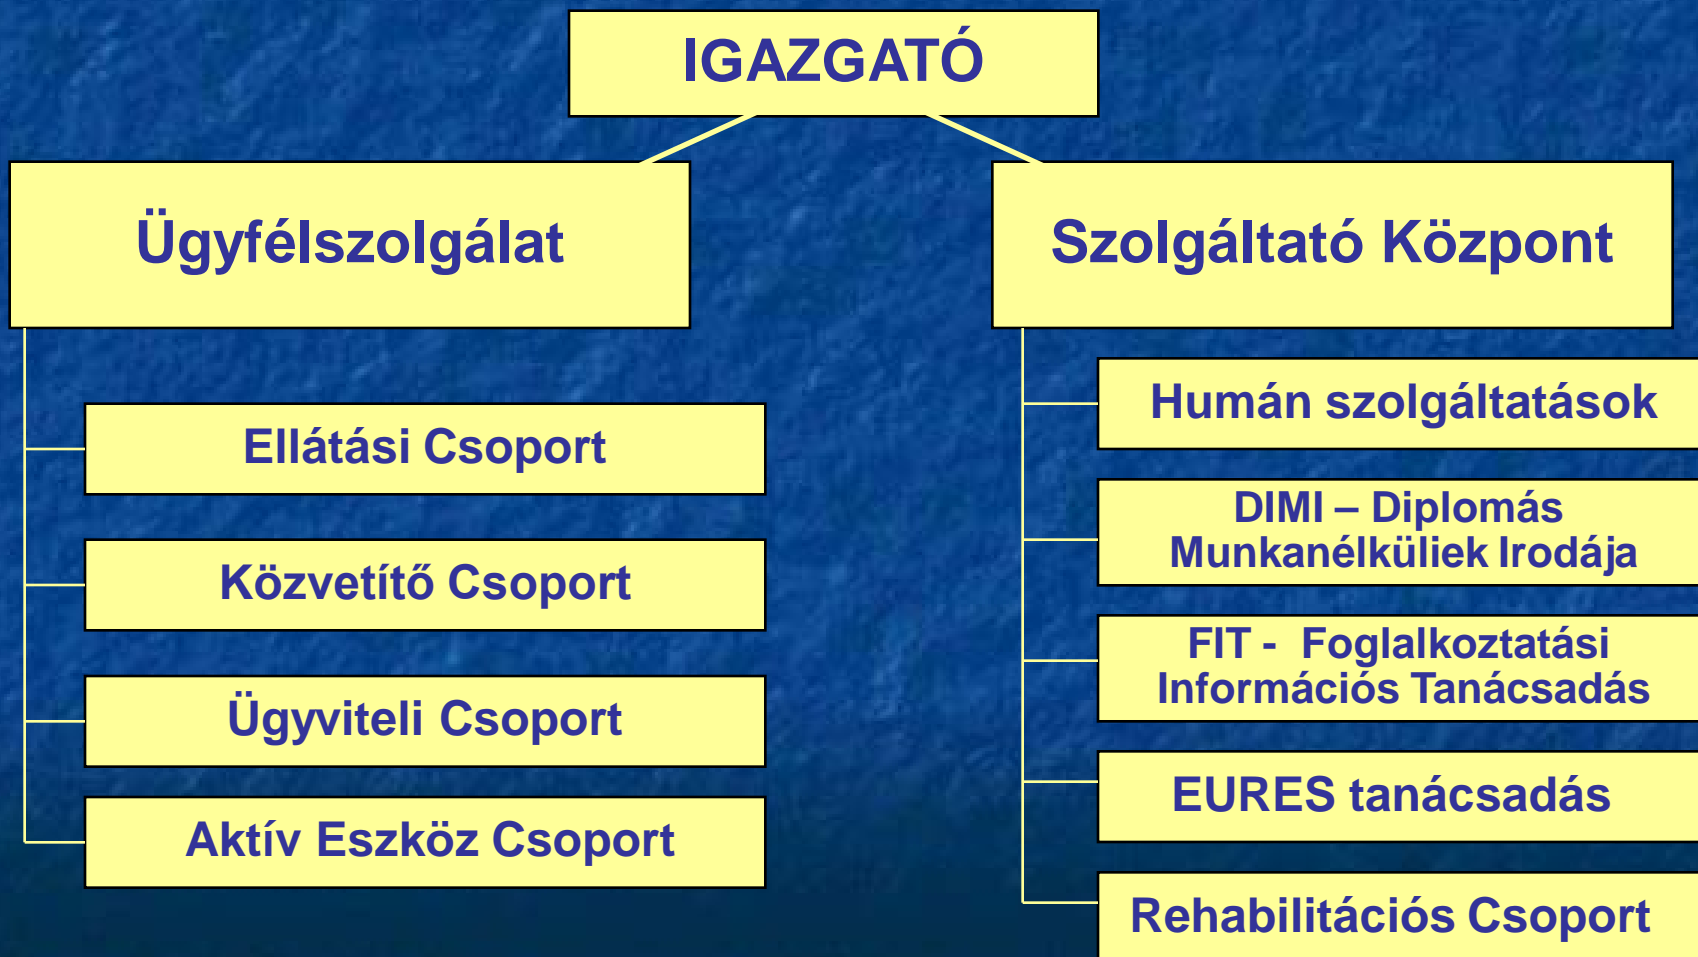 IGAZGATÓ
Ügyfélszolgálat
Ellátási Csoport
Közvetítő Csoport
Ügyviteli Csoport
Aktív Eszköz Csoport
Szolgáltató Központ
Humán szolgáltatások
DIMI – Diplomás
Munkanélküliek Irodája
FIT - Foglalkoztatási
Információs Tanácsadás
EURES tanácsadás
Rehabilitációs Csoport